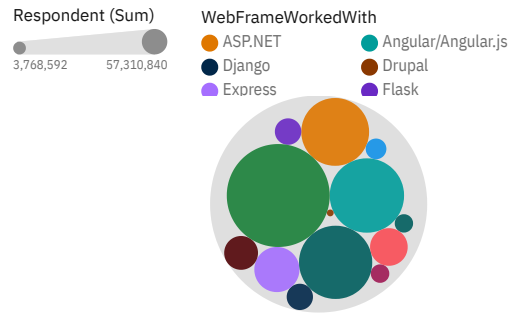 Respondent (Sum)
3,768,592 57,310,840
WebFrameWorkedWith
ASP.NET Angular/Angular.js
Django Drupal
Express Flask